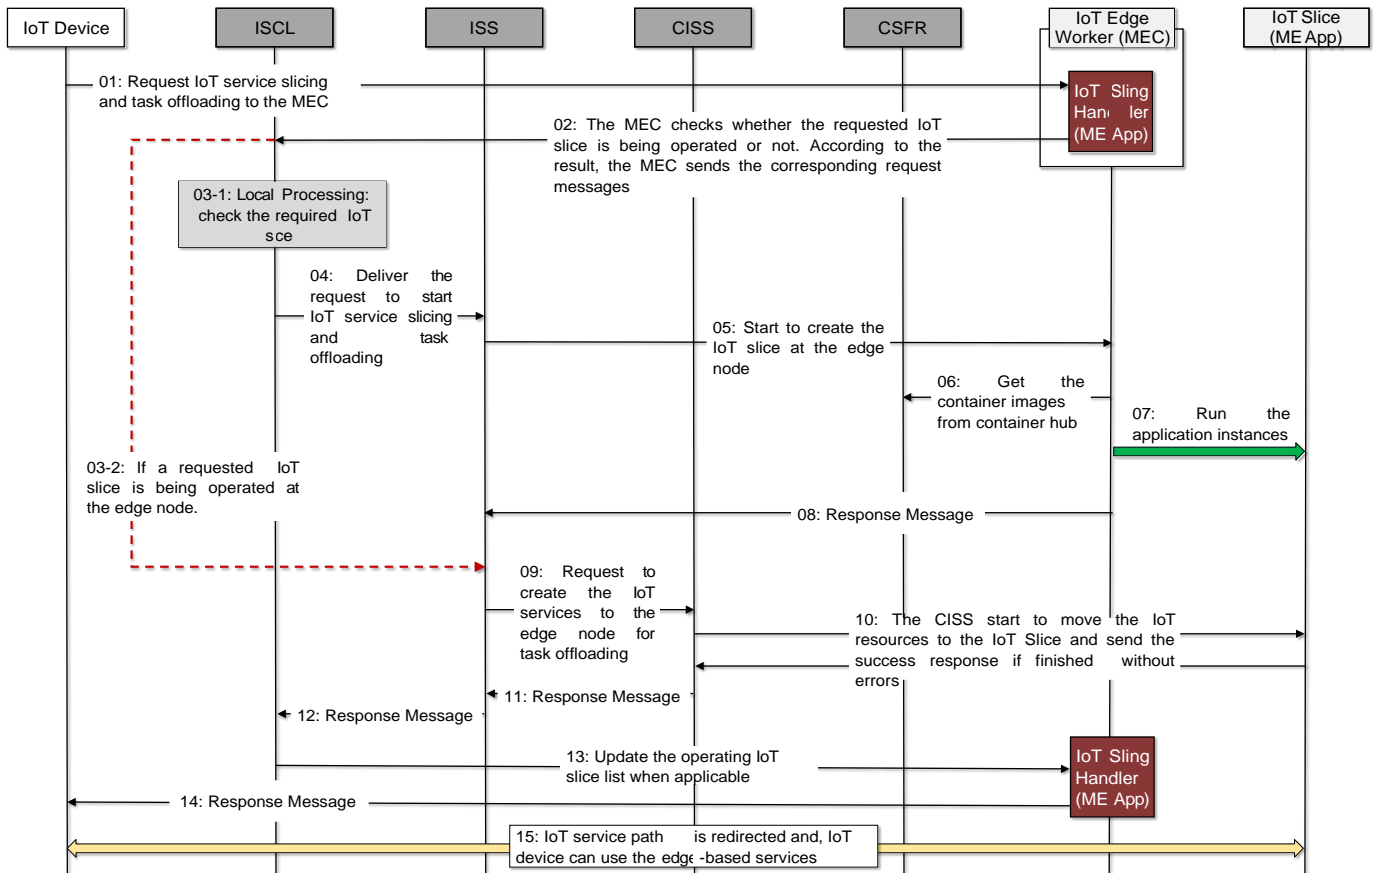 IoT Device
ISCL
ISS
CISS
CSFR
IoT Edge
Worker (MEC)
IoT Slice
(ME App)
01: Request IoT service slicing
and task offloading to the MEC
IoT Sling
Han ler
(ME App)
02: The MEC checks whether the requested IoT
slice is being operated or not. According to the
result, the MEC sends the corresponding request
messages
03-1: Local Processing:
check the required IoT
sce
04: Deliver the
request to start
IoT service slicing
and task
offloading
05: Start to create the
IoT slice at the edge
node
06: Get the
container images
from container hub
07: Run the
application instances
03-2: If a requested IoT
slice is being operated at
the edge node.
08: Response Message
09: Request to
create the IoT
services to the
edge node for
task offloading
10: The CISS start to move the IoT
resources to the IoT Slice and send the
success response if finished without
errors
11: Response Message
12: Response Message
13: Update the operating IoT
slice list when applicable
IoT Sling
Handler
(ME App)
14: Response Message
15: IoT service path is redirected and, IoT
device can use the edge-based services